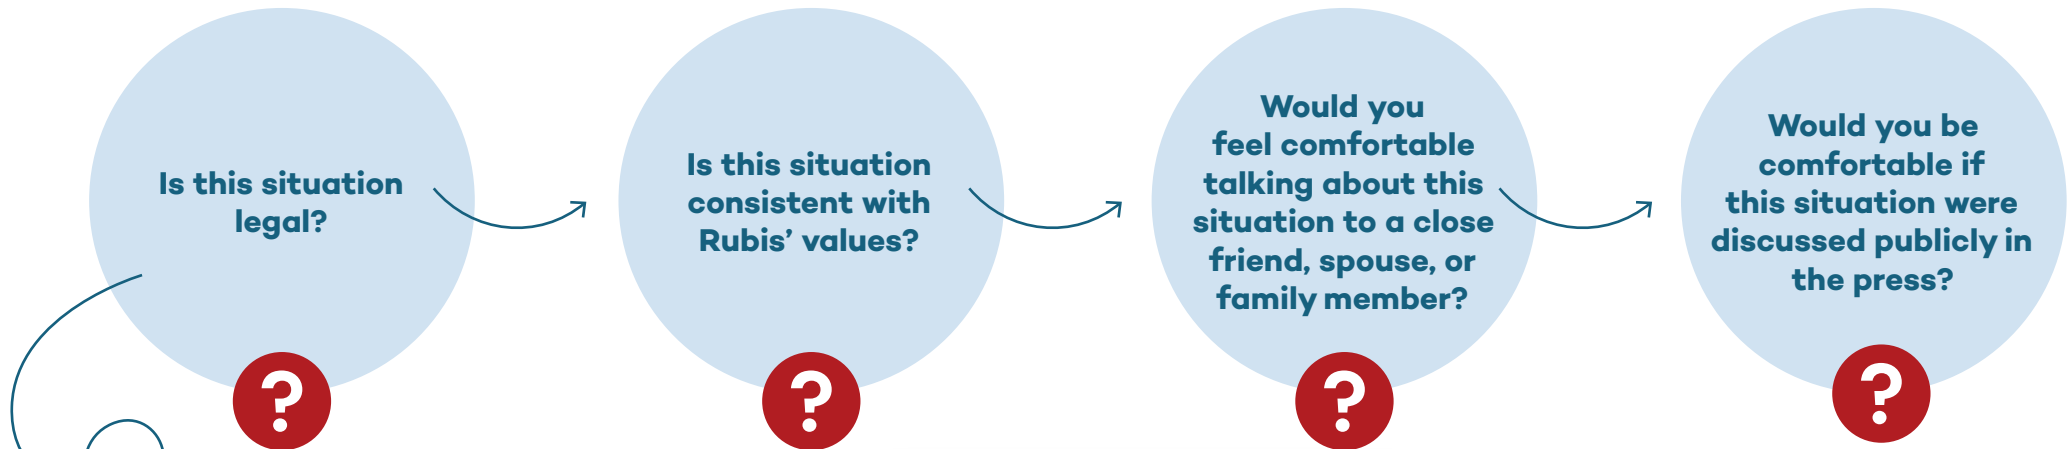 Is this situation
legal?
?
Is this situation
consistent with
Rubis’ values?
?
Would you
feel comfortable
talking about this
situation to a close
friend, spouse, or
family member?
?
Would you be
comfortable if
this situation were
discussed publicly in
the press?
?